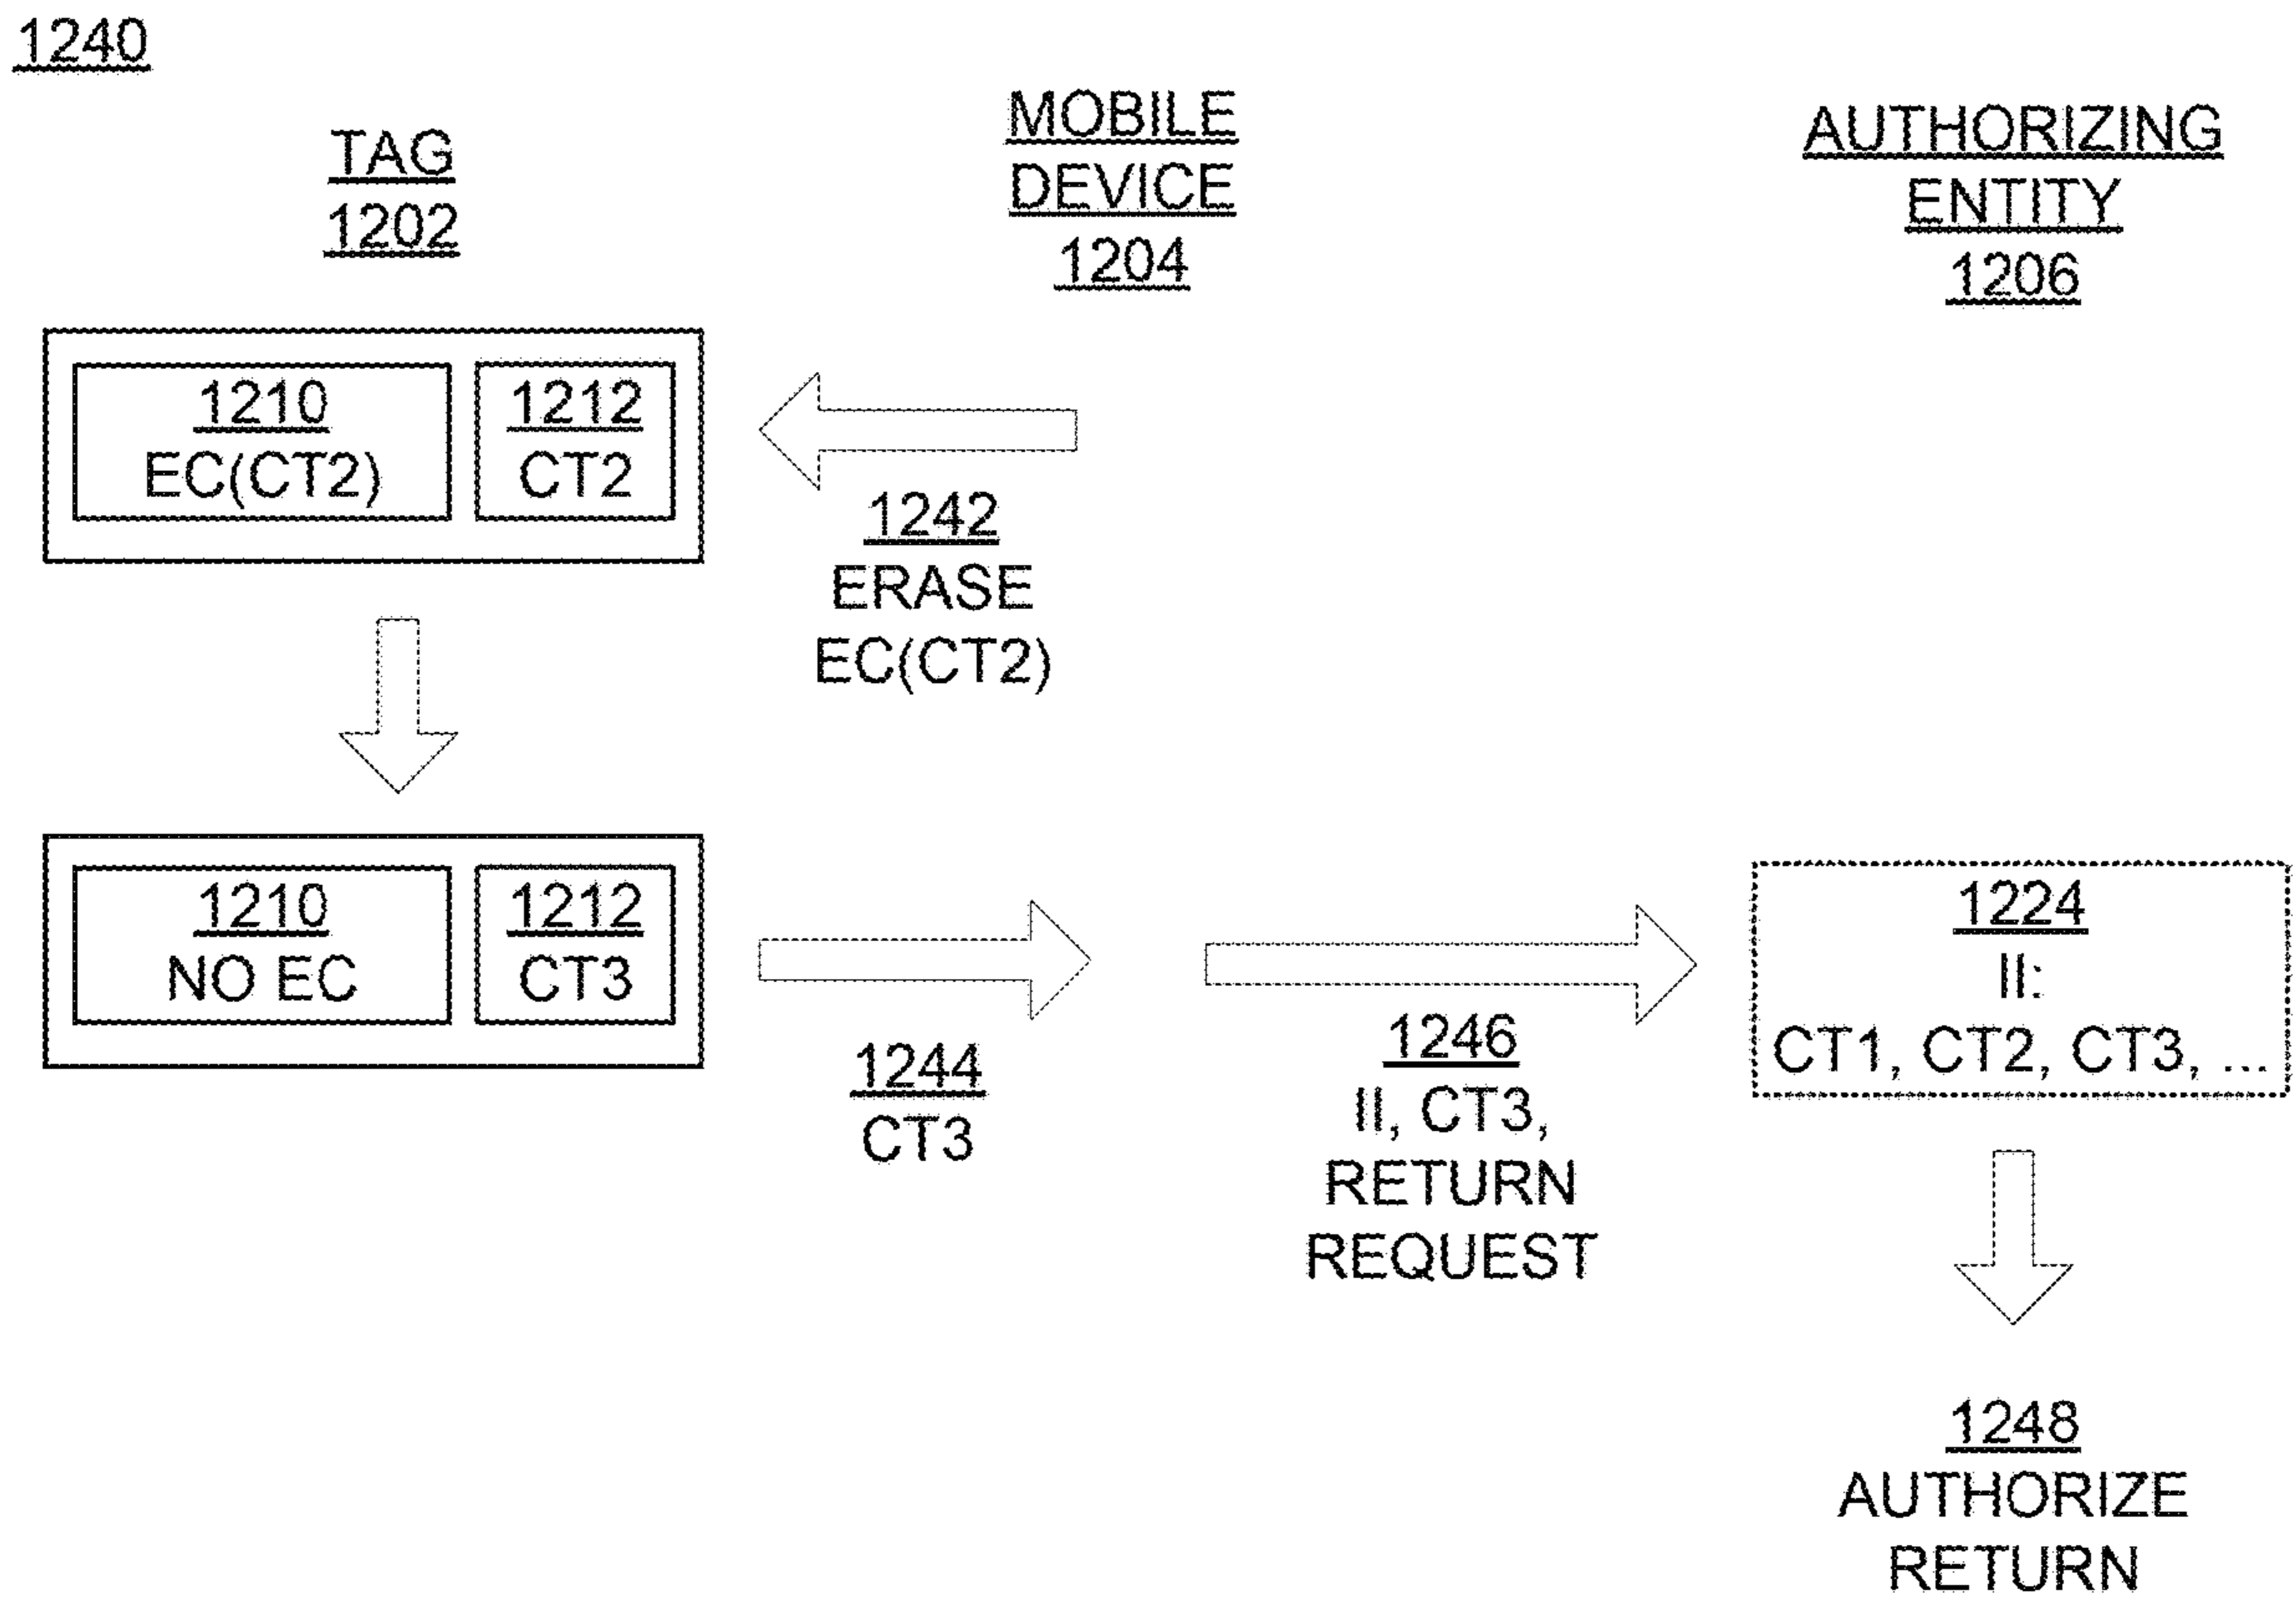 1240
TAG
1202
MOBILE
DEVICE
1204
AUTHORIZING
ENTITY
1206
1210
EC(CT2)
1212
CT2
1242
ERASE
EC(CT2)
1210
NO EC
1212
CT3
1244
CT3
1246
II, CT3,
RETURN
REQUEST
1224
II:
CT1, CT2, CT3, ...
1248
AUTHORIZE
RETURN